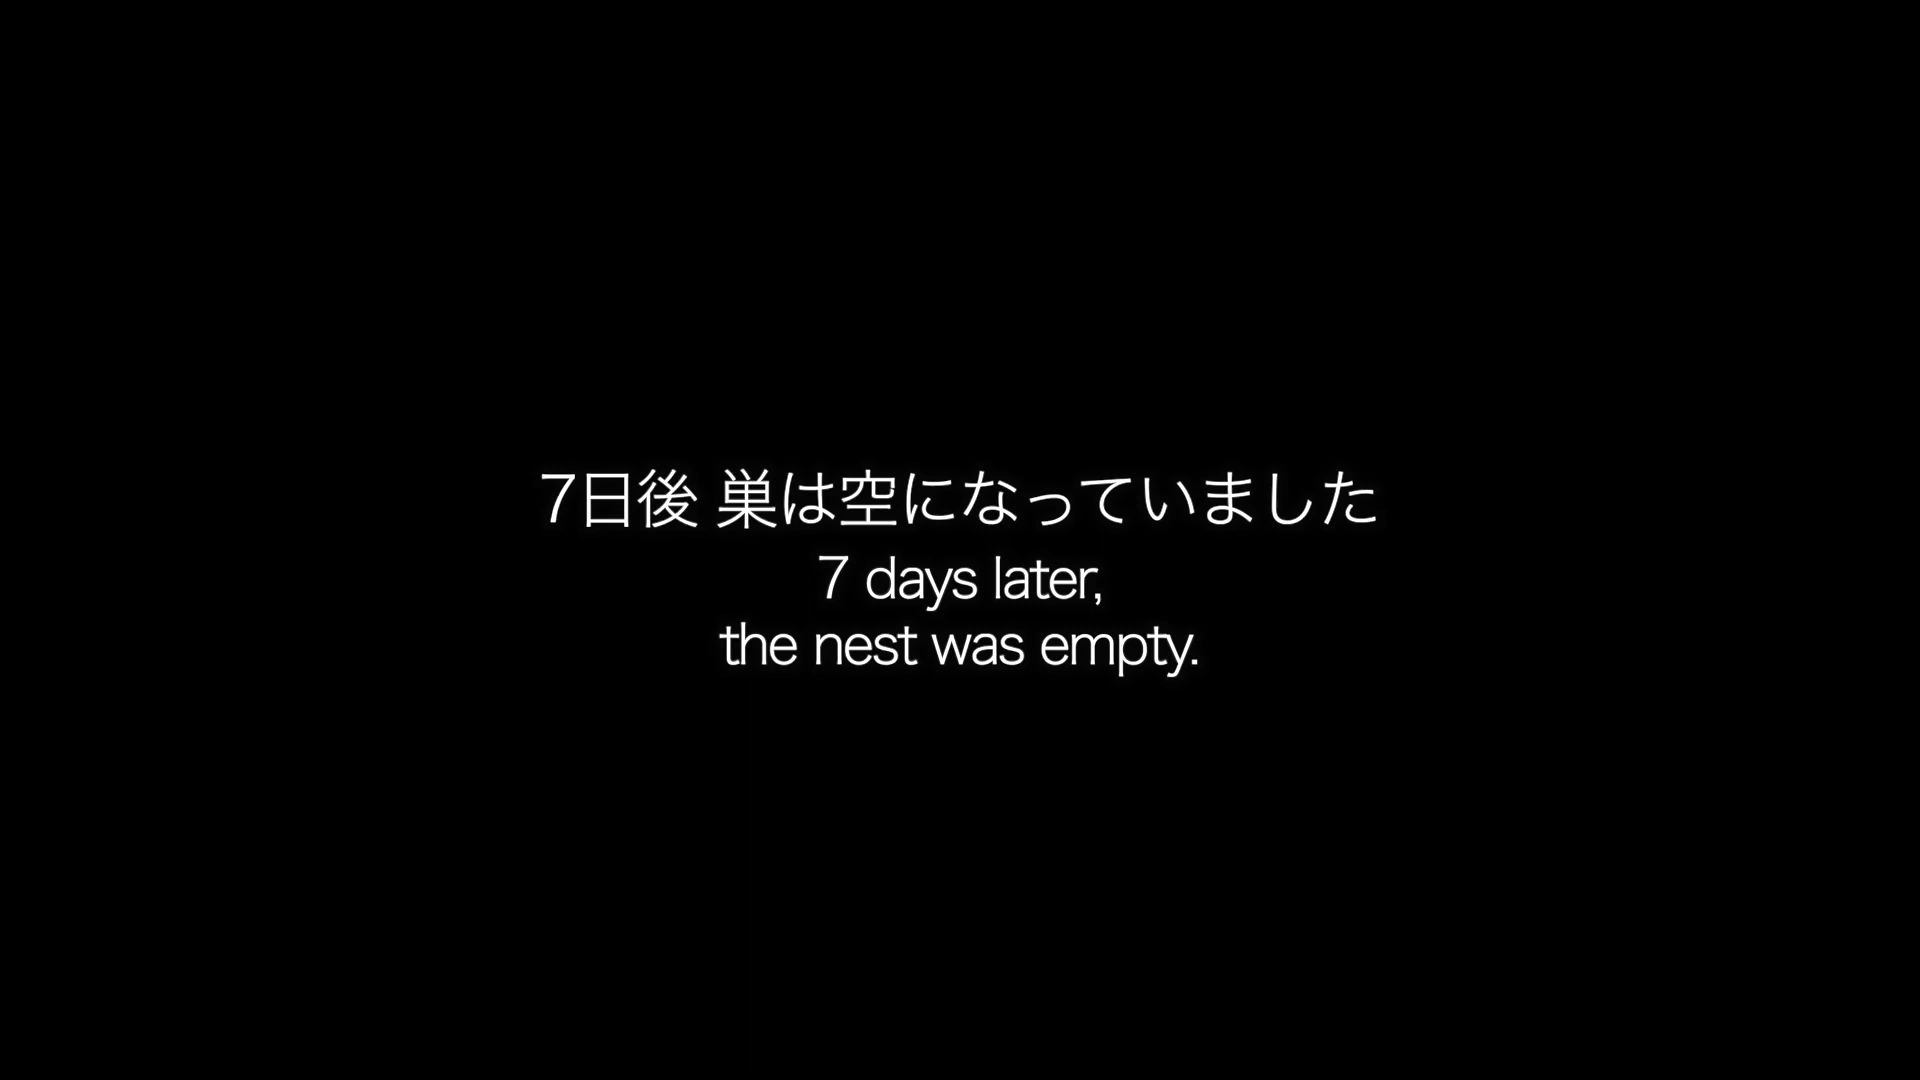 7日後 巣は空になっていました
7 days later,
the nest was empty.